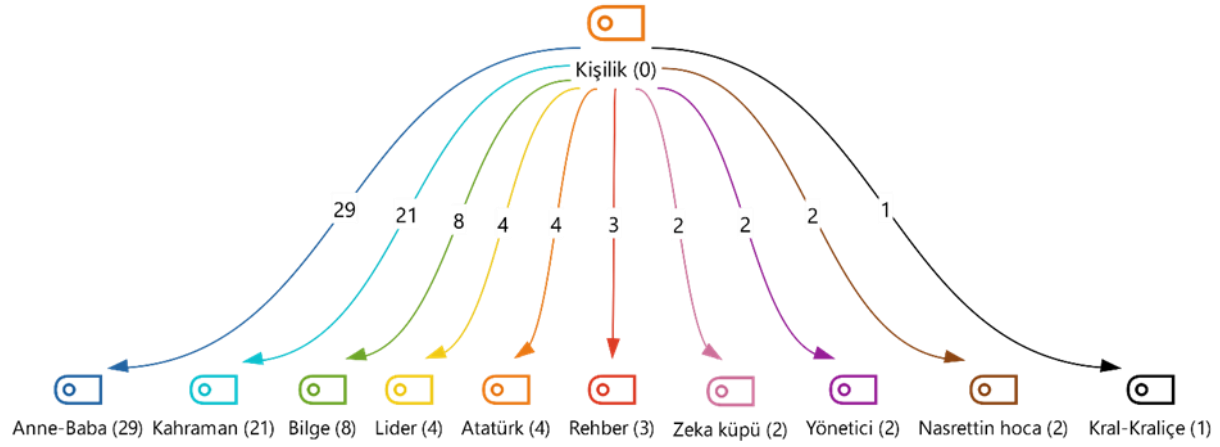 Kişilik (0)
29 21 8 4 4 3 2 2 2 1
Anne-Baba (29) Kahraman (21) Bilge (8) Lider (4) Atatürk (4) Rehber (3) Zeka küpü (2) Yönetici (2) Nasrettin hoca (2) Kral-Kraliçe (1)